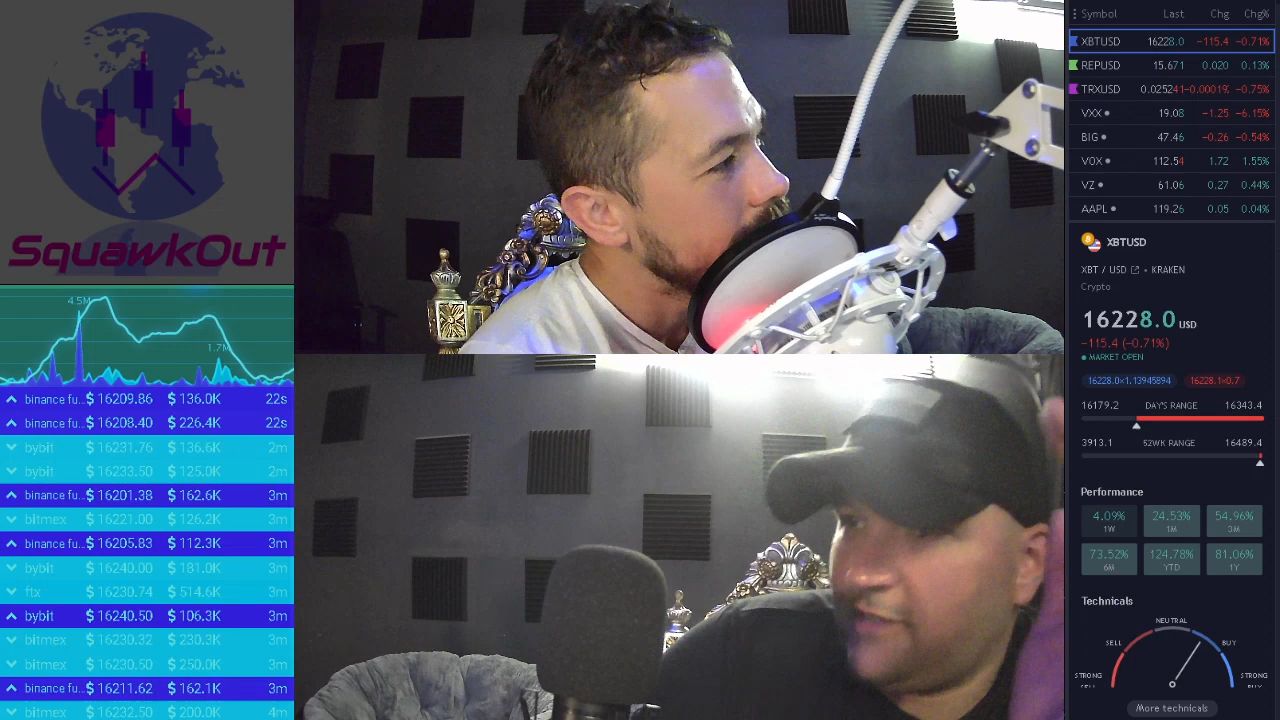 SquawkOut
4.5M
1.7M
binance fu.. $ 16209.86 $ 136.0K 22s
binance fu.. $ 16208.40 $ 226.4K 22s
bybit $ 16231.76 $ 136.6K 2m
bybit $ 16233.50 $ 125.0K 2m
binance fu.. $ 16201.38 $ 162.6K 3m
bitmex $ 16221.00 $ 126.2K 3m
binance fu.. $ 16205.83 $ 112.3K 3m
bybit $ 16240.00 $ 181.0K 3m
ftx $ 16230.74 $ 514.6K 3m
bybit $ 16240.50 $ 106.3K 3m
bitmex $ 16230.32 $ 230.3K 3m
bitmex $ 16230.50 $ 250.0K 3m
binance fu.. $ 16211.62 $ 162.1K 3m
bitmex $ 16232.50 $ 200.0K 4m
Symbol Last Chg Chg%
XBTUSD 16228.0 −115.4 −0.71%
REPUSD 15.671 0.020 0.13%
TRXUSD 0.025241 −0.0001% −0.75%
VXX 19.08 −1.25 −6.15%
BIG 47.46 −0.26 −0.54%
VOX 112.54 1.72 1.55%
VZ 61.06 0.27 0.44%
AAPL 119.26 0.05 0.04%
XBTUSD
XBT / USD • KRAKEN
Crypto
16228.0 USD
−115.4 (−0.71%)
MARKET OPEN
16228.0×1.13945894 16228.1×0.7
16179.2 DAY'S RANGE 16343.4
3913.1 52WK RANGE 16489.4
Performance
4.09% 24.53% 54.96%
1W 1M 3M
73.52% 124.78% 81.06%
6M YTD 1Y
Technicals
NEUTRAL
SELL BUY
STRONG STRONG
SELL BUY
More technicals